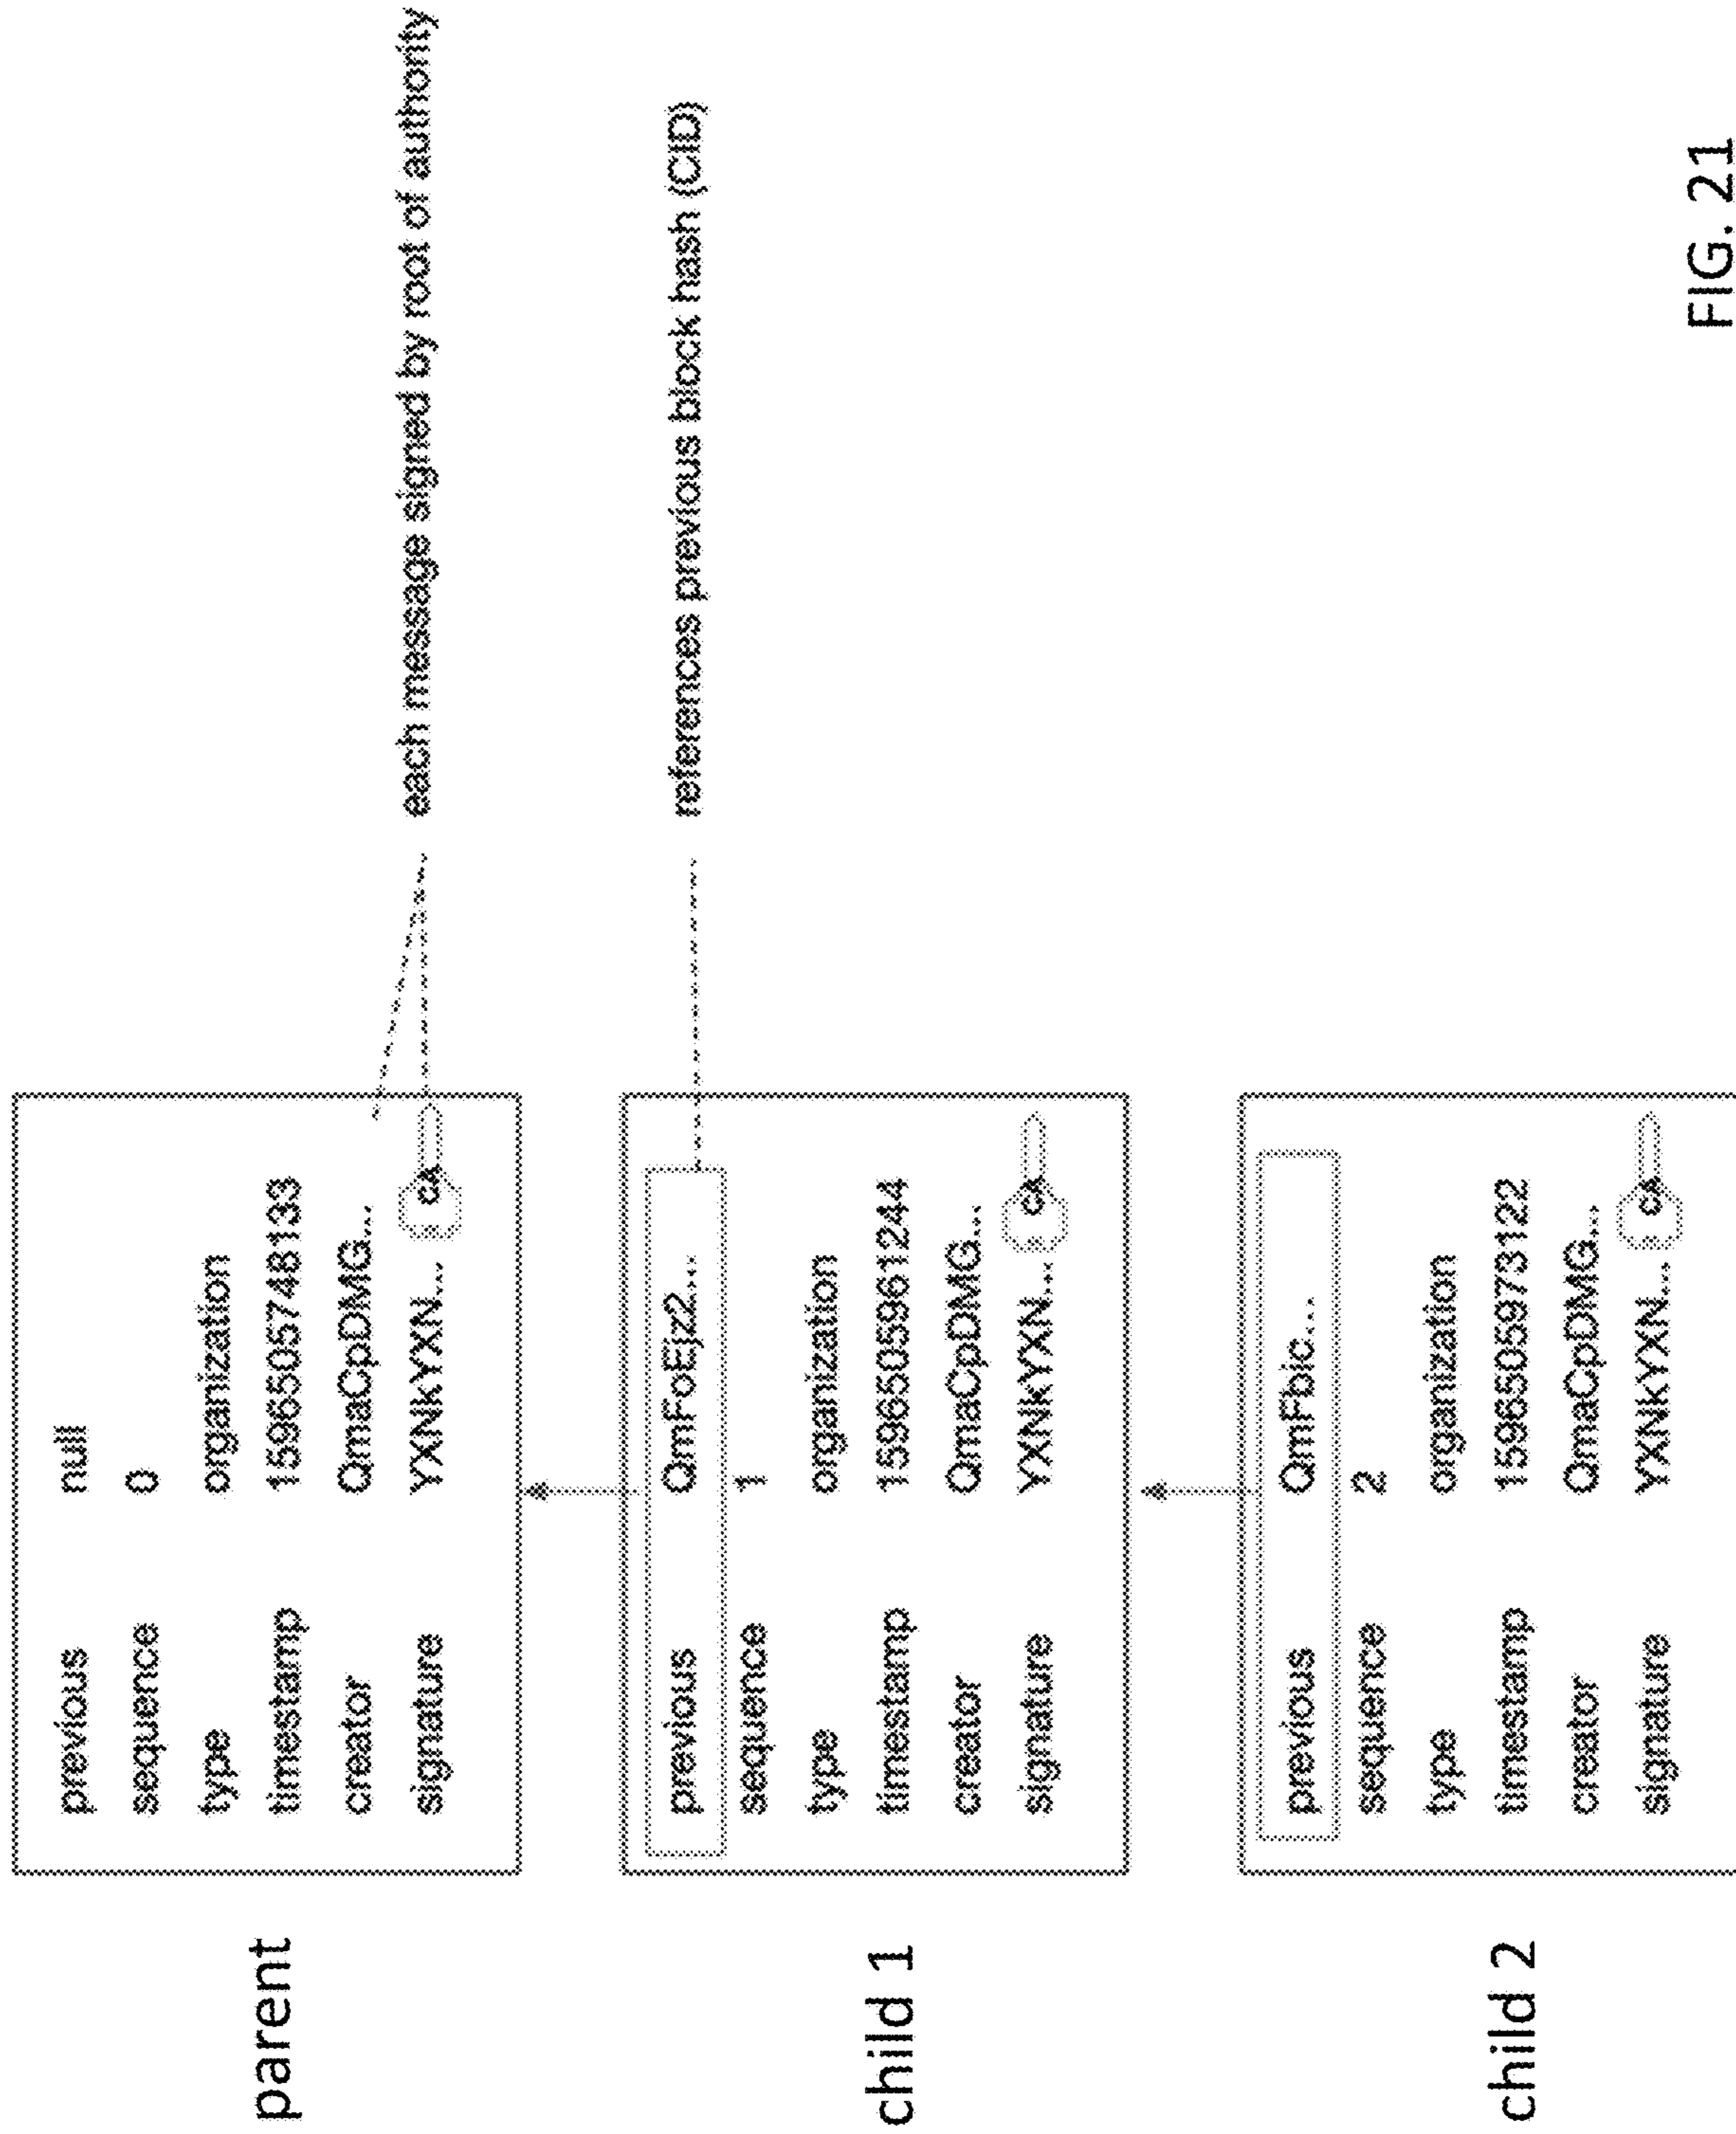 parent
previous null
sequence 0
type organization
timestamp 1596505748133
creator QmaCpDMG...
signature YXNkYXN... CA
each message signed by root of authority
child 1
previous QmFoEjz2...
sequence 1
type organization
timestamp 1596505961244
creator QmaCpDMG...
signature YXNkYXN... CA
references previous block hash (CID)
child 2
previous QmFbic...
sequence 2
type organization
timestamp 1596505973122
creator QmaCpDMG...
signature YXNkYXN... CA
FIG. 21